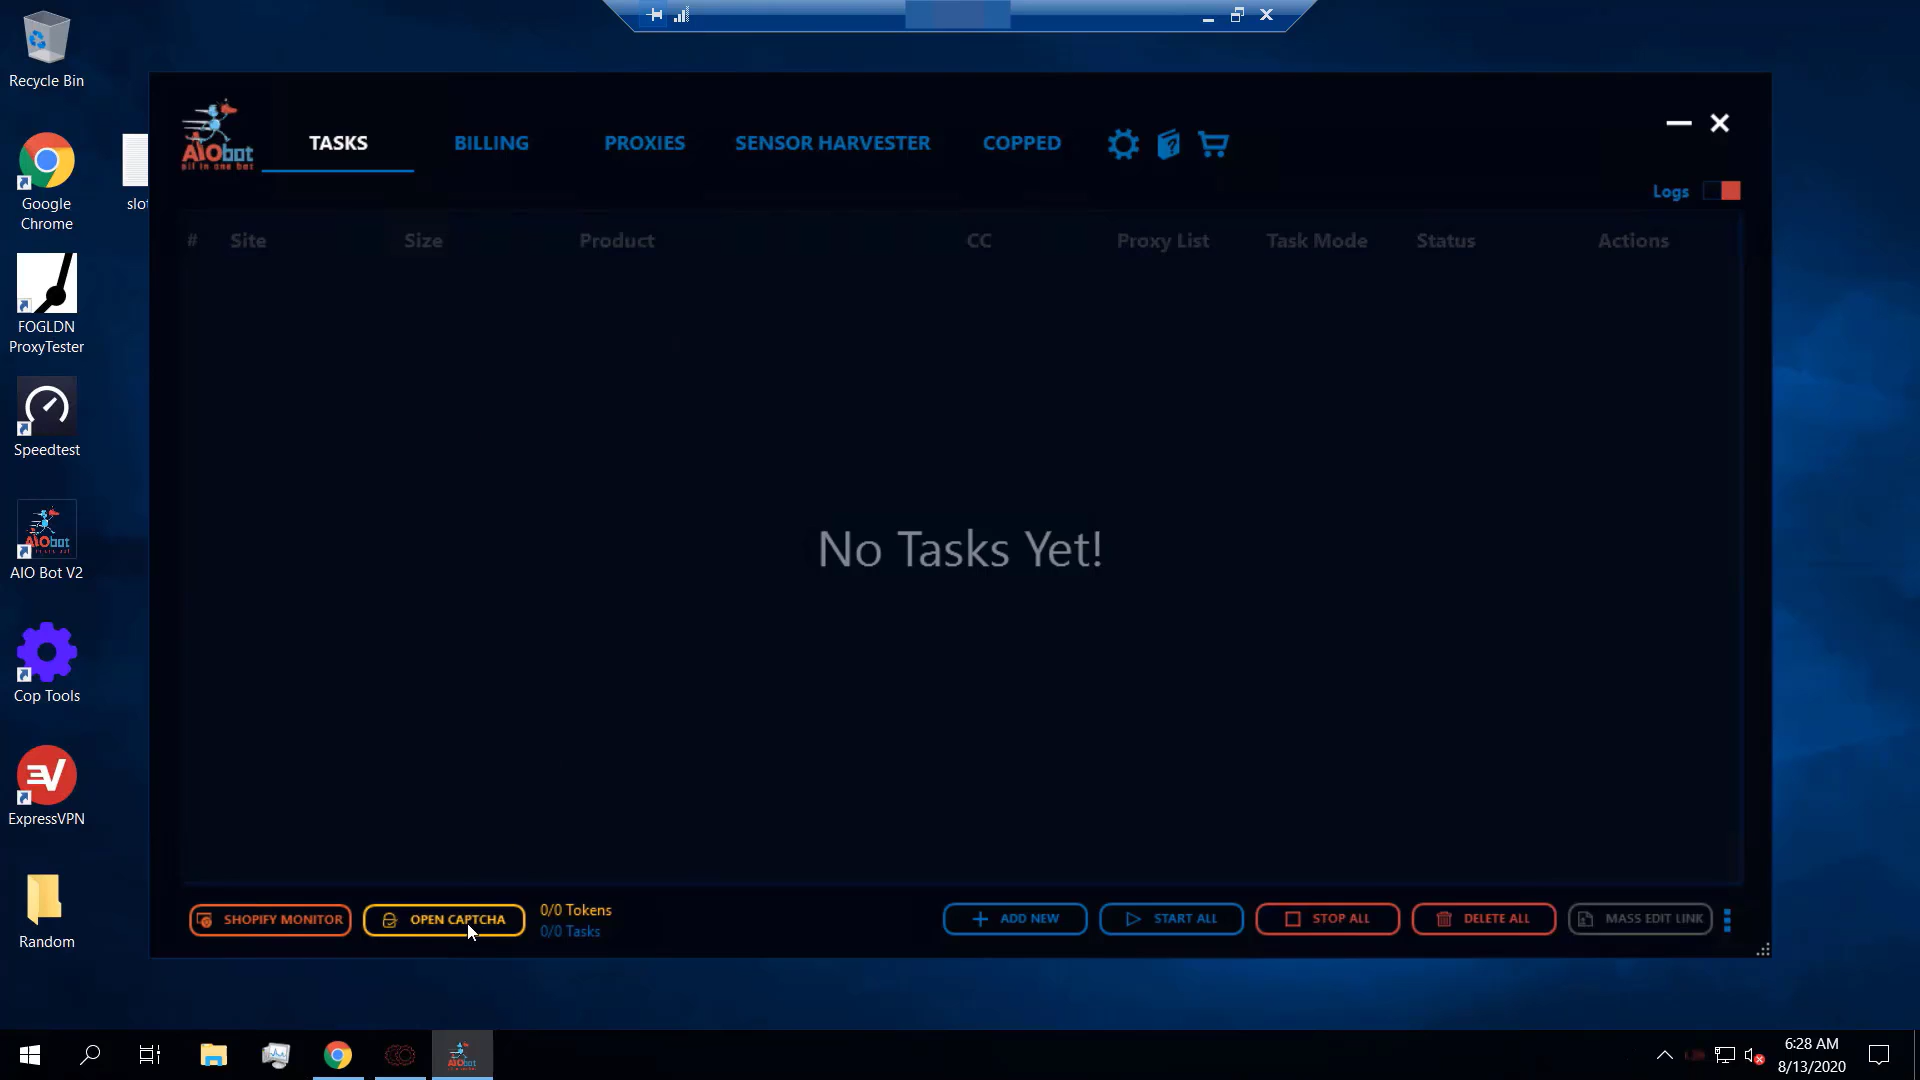 Recycle Bin
Google
Chrome
slo
FOGLDN
ProxyTester
Speedtest
AIObot
AIO Bot V2
Cop Tools
ExpressVPN
Random
AIObot
all in one bot
TASKS
BILLING
PROXIES
SENSOR HARVESTER
COPPED
Logs
# Site Size Product CC Proxy List Task Mode Status Actions
No Tasks Yet!
SHOPIFY MONITOR
OPEN CAPTCHA
0/0 Tokens
0/0 Tasks
ADD NEW
START ALL
STOP ALL
DELETE ALL
MASS EDIT LINK
AIObot
6:28 AM
8/13/2020